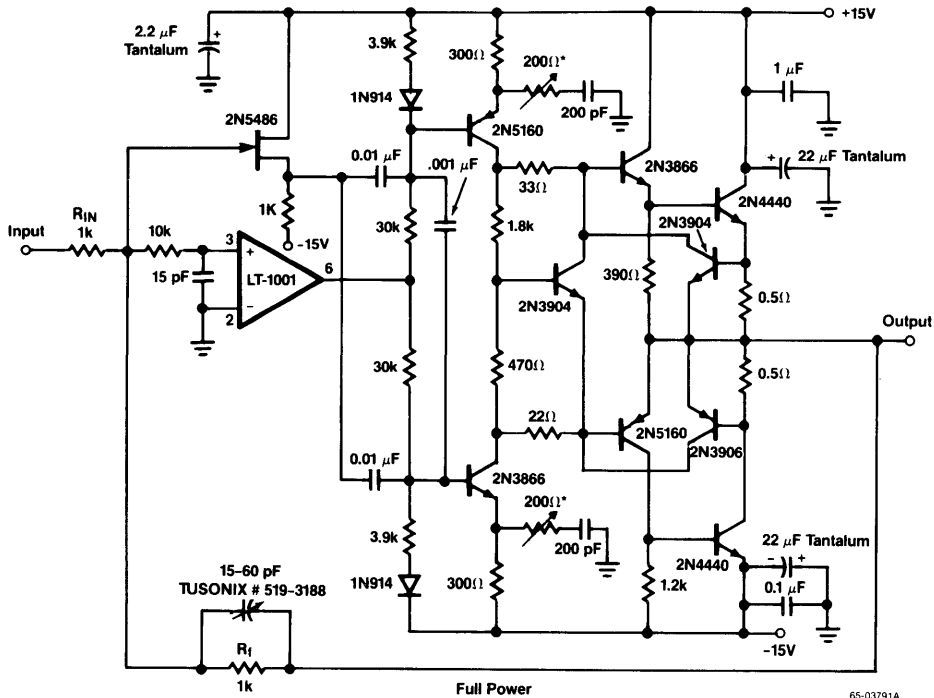 +15V
2.2 μF
Tantalum
+
3.9k
300Ω
200Ω*
1 μF
1N914
200 pF
2N5486
2N5160
0.01 μF
.001 μF
2N3866
+
22 μF Tantalum
33Ω
2N4440
RIN
1k
1K
30k
1.8k
2N3904
Input
10k
-15V
3
+
6
LT-1001
15 pF
-
2
390Ω
2N3904
0.5Ω
Output
30k
470Ω
0.5Ω
22Ω
2N5160
2N3906
0.01 μF
2N3866
200Ω*
200 pF
22 μF Tantalum
- +
3.9k
2N4440
0.1 μF
15-60 pF
TUSONIX # 519-3188
1N914
300Ω
1.2k
-15V
Rf
1k
Full Power
65-03791A